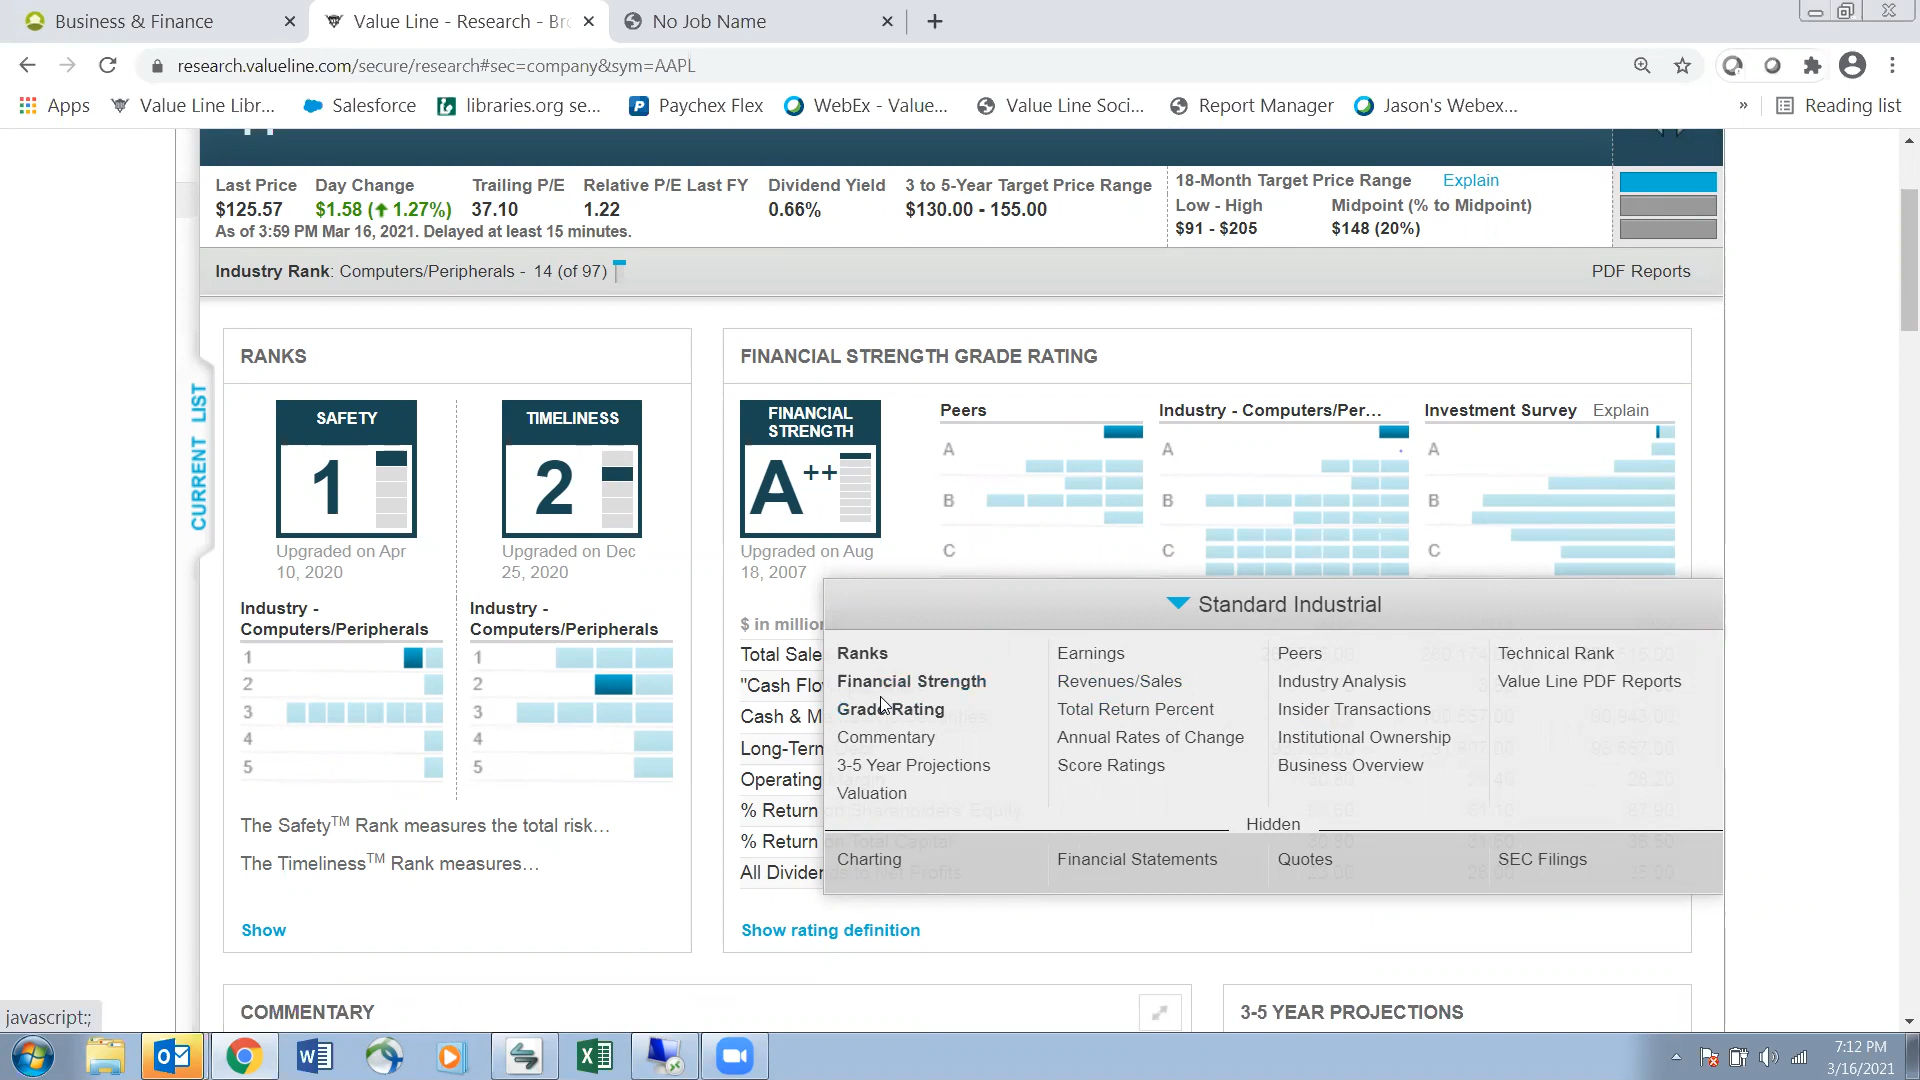 Business & Finance
Value Line - Research - Bro
No Job Name
research.valueline.com/secure/research#sec=company&sym=AAPL
Apps
Value Line Libr...
Salesforce
libraries.org se...
Paychex Flex
WebEx - Value...
Value Line Soci...
Report Manager
Jason's Webex...
»
Reading list
Last Price
Day Change
Trailing P/E
Relative P/E Last FY
Dividend Yield
3 to 5-Year Target Price Range
$125.57
$1.58 (↑ 1.27%)
37.10
1.22
0.66%
$130.00 - 155.00
As of 3:59 PM Mar 16, 2021. Delayed at least 15 minutes.
18-Month Target Price Range Explain
Low - High
Midpoint (% to Midpoint)
$91 - $205
$148 (20%)
Industry Rank: Computers/Peripherals - 14 (of 97)
PDF Reports
CURRENT LIST
RANKS
SAFETY
1
Upgraded on Apr
10, 2020
TIMELINESS
2
Upgraded on Dec
25, 2020
Industry -
Computers/Peripherals
1
2
3
4
5
Industry -
Computers/Peripherals
1
2
3
4
5
The Safety™ Rank measures the total risk…
The Timeliness™ Rank measures…
Show
FINANCIAL STRENGTH GRADE RATING
FINANCIAL
STRENGTH
A++
Upgraded on Aug
18, 2007
Peers
A
B
C
Industry - Computers/Per...
A
B
C
Investment Survey Explain
A
B
C
$ in million
Total Sale
"Cash Flo
Cash & M
Long-Term
Operating
% Return
% Return
All Divide
Show rating definition
Standard Industrial
Ranks
Financial Strength
Grade Rating
Commentary
3-5 Year Projections
Valuation
Earnings
Revenues/Sales
Total Return Percent
Annual Rates of Change
Score Ratings
Peers
Industry Analysis
Insider Transactions
Institutional Ownership
Business Overview
Technical Rank
Value Line PDF Reports
Hidden
Charting
Financial Statements
Quotes
SEC Filings
COMMENTARY
3-5 YEAR PROJECTIONS
javascript:;
7:12 PM
3/16/2021